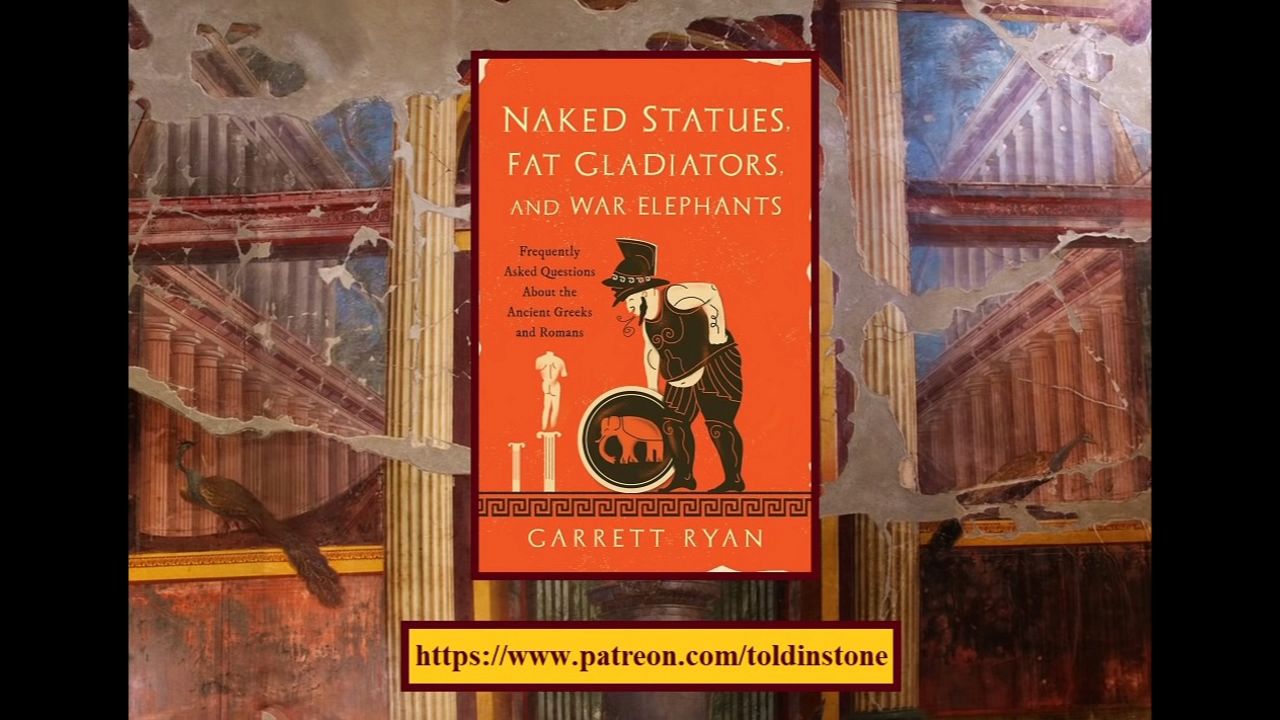 NAKED STATUES,
FAT GLADIATORS,
AND WAR ELEPHANTS
Frequently
Asked Questions
About the
Ancient Greeks
and Romans
GARRETT RYAN
https://www.patreon.com/toldinstone